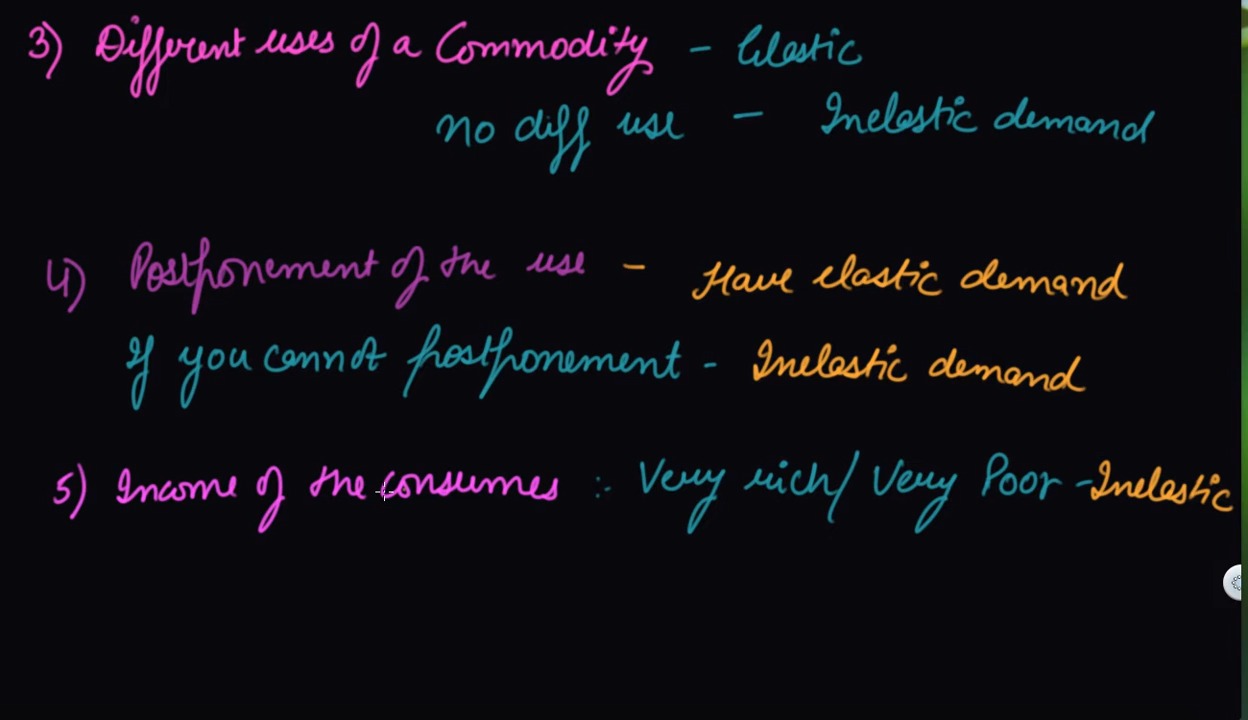 3) Different uses of a Commodity - Elastic
no diff use - Inelastic demand
4) Postponement of the use - Have elastic demand
If you cannot postponement - Inelastic demand
5) Income of the consumes :- Very rich/ Very Poor - Inelastic